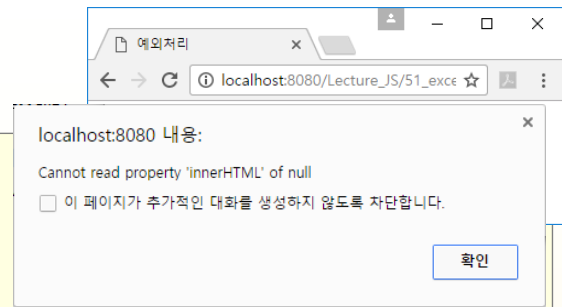 예외처리
localhost:8080/Lecture_JS/51_exce
localhost:8080 내용:
Cannot read property 'innerHTML' of null
이 페이지가 추가적인 대화를 생성하지 않도록 차단합니다.
확인